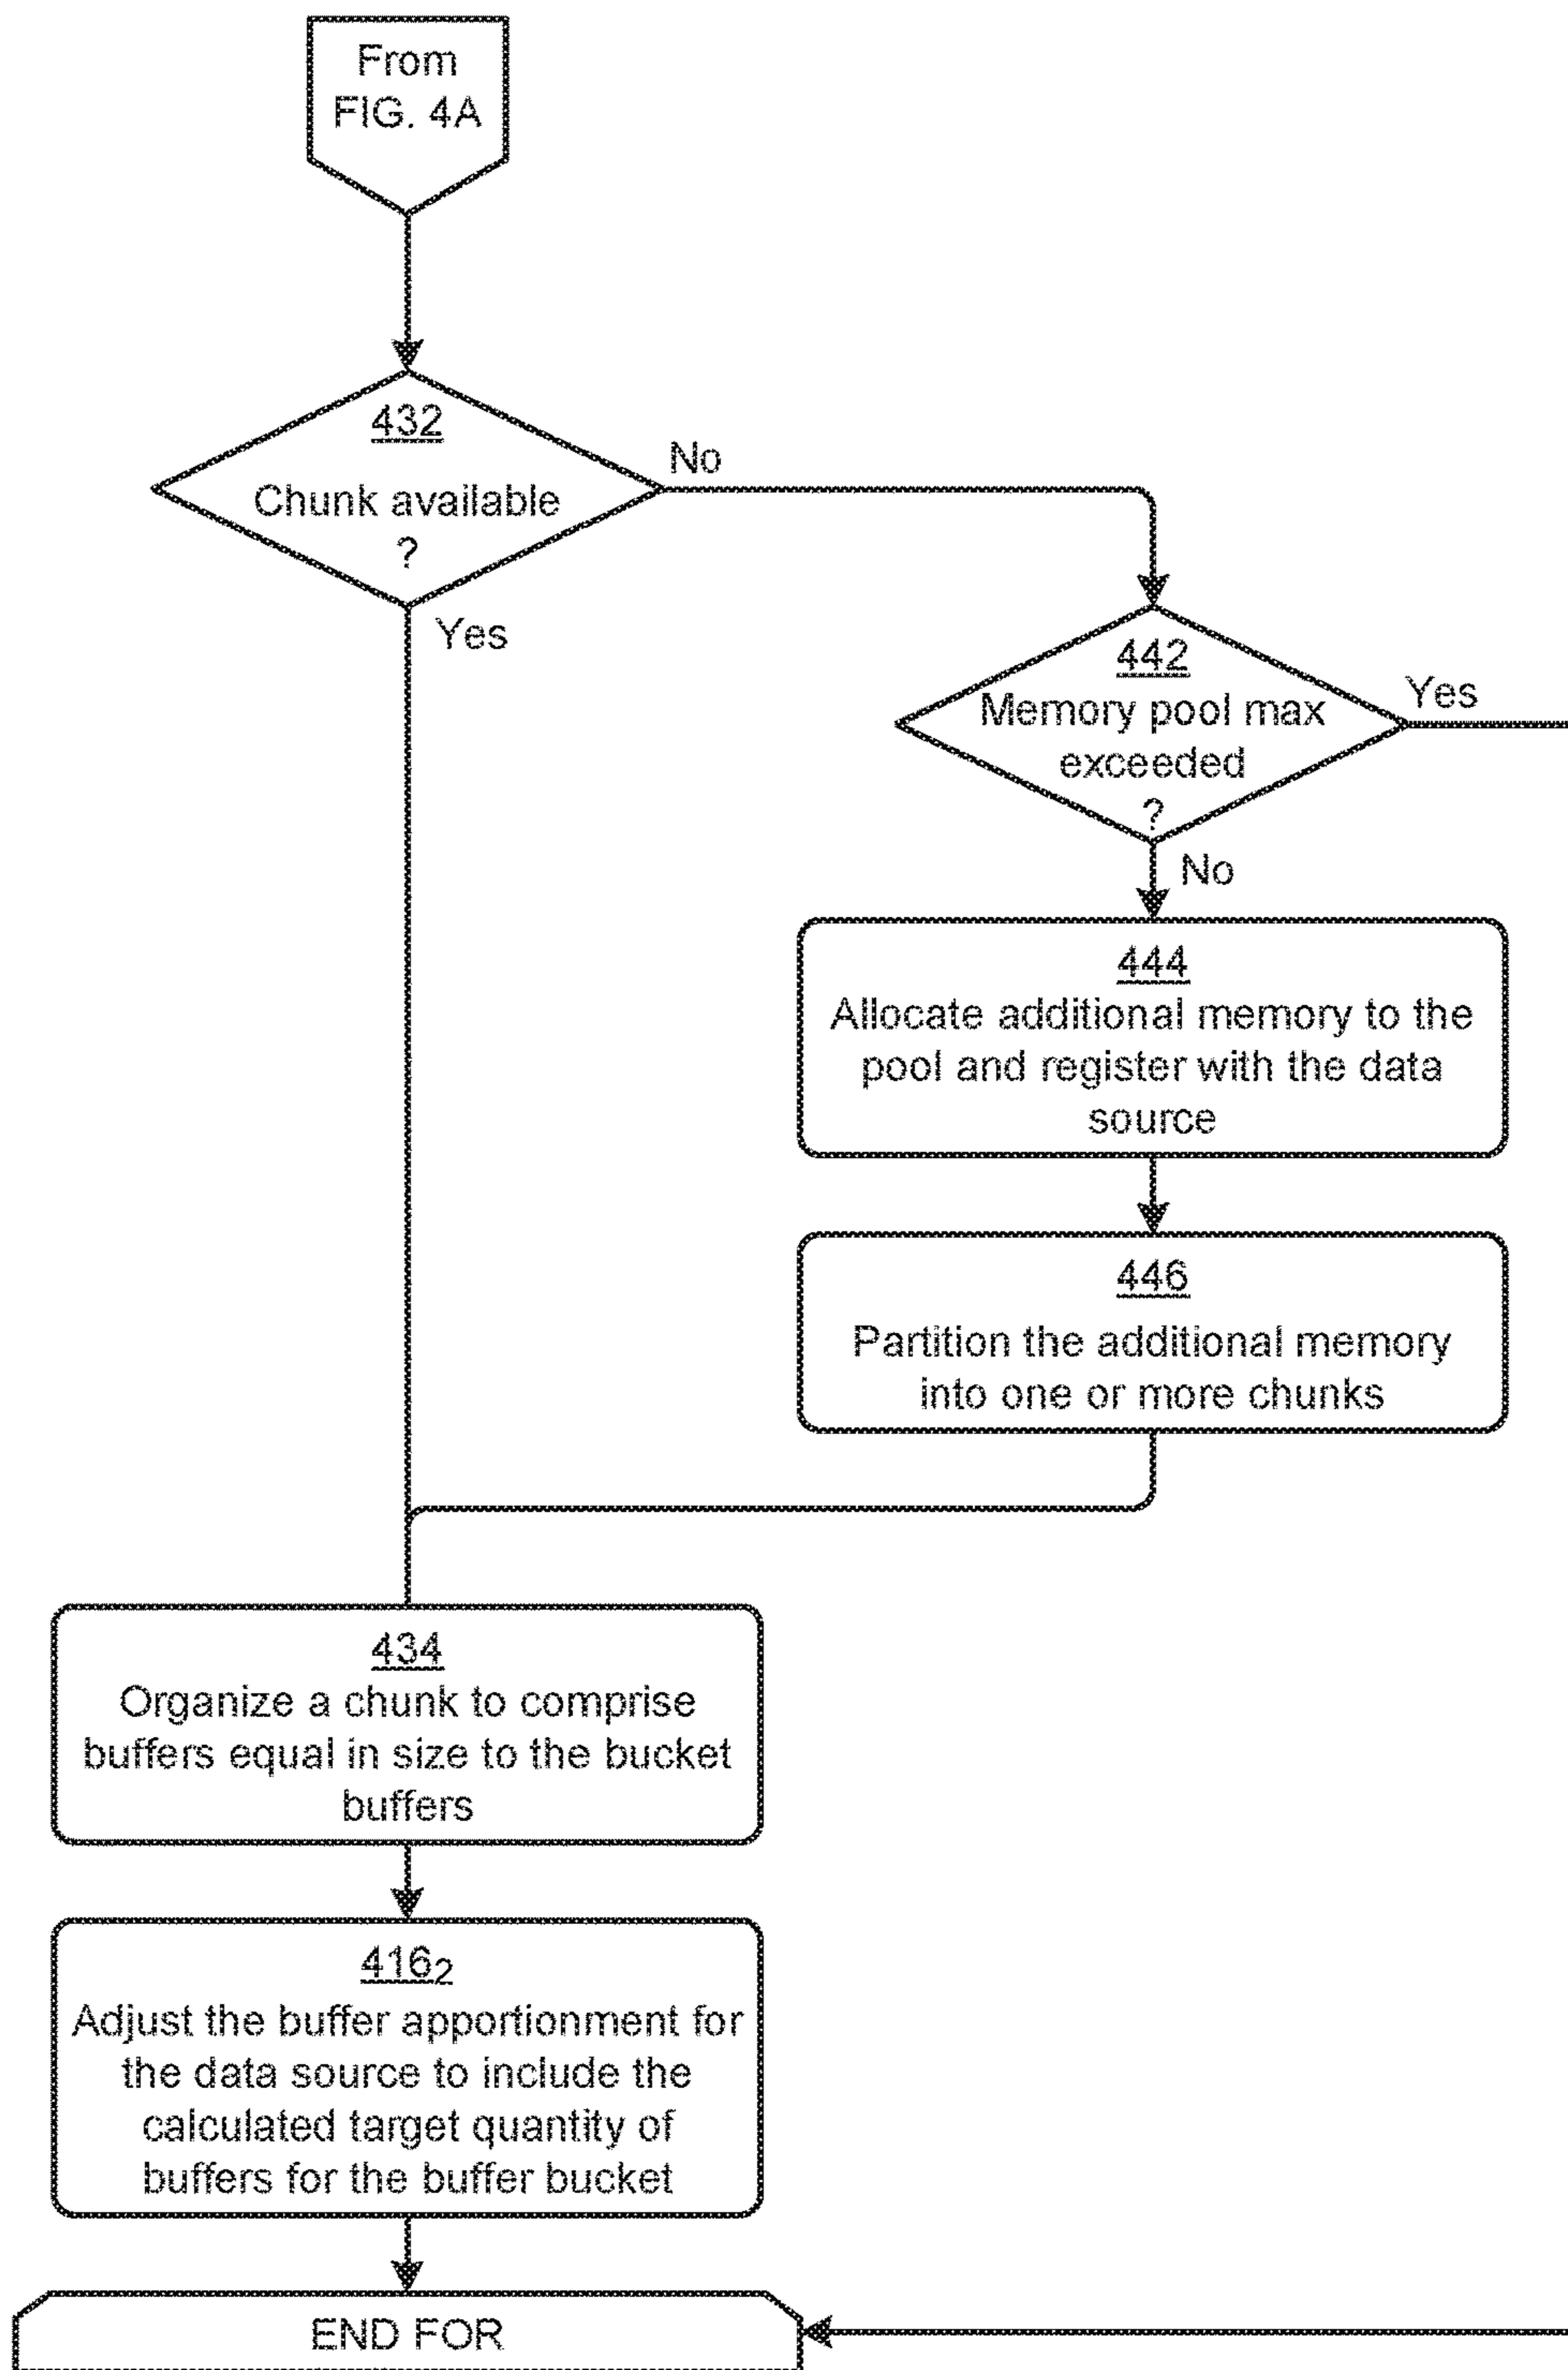 From
FIG. 4A
432
Chunk available
?
No
Yes
442
Memory pool max
exceeded
?
Yes
No
444
Allocate additional memory to the
pool and register with the data
source
446
Partition the additional memory
into one or more chunks
434
Organize a chunk to comprise
buffers equal in size to the bucket
buffers
416₂
Adjust the buffer apportionment for
the data source to include the
calculated target quantity of
buffers for the buffer bucket
END FOR